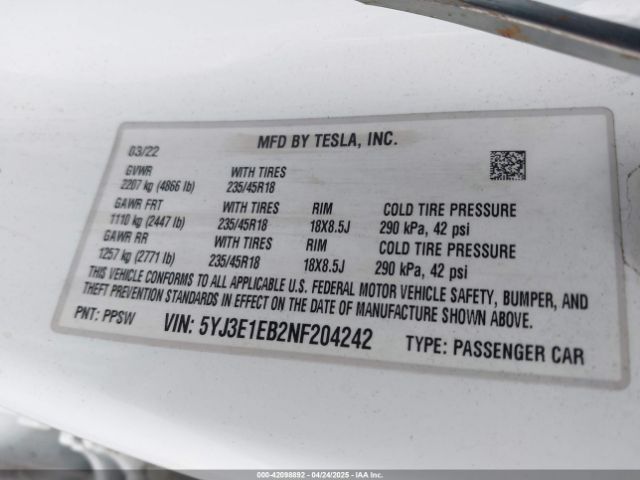 MFD BY TESLA, INC.
03/22
GVWR WITH TIRES
2207 kg (4866 lb) 235/45R18
GAWR FRT WITH TIRES RIM COLD TIRE PRESSURE
1110 kg (2447 lb) 235/45R18 18X8.5J 290 kPa, 42 psi
GAWR RR WITH TIRES RIM COLD TIRE PRESSURE
1257 kg (2771 lb) 235/45R18 18X8.5J 290 kPa, 42 psi
THIS VEHICLE CONFORMS TO ALL APPLICABLE U.S. FEDERAL MOTOR VEHICLE SAFETY, BUMPER, AND
THEFT PREVENTION STANDARDS IN EFFECT ON THE DATE OF MANUFACTURE SHOWN ABOVE.
PNT: PPSW VIN: 5YJ3E1EB2NF204242 TYPE: PASSENGER CAR
000-42098892 - 04/24/2025 - IAA Inc.